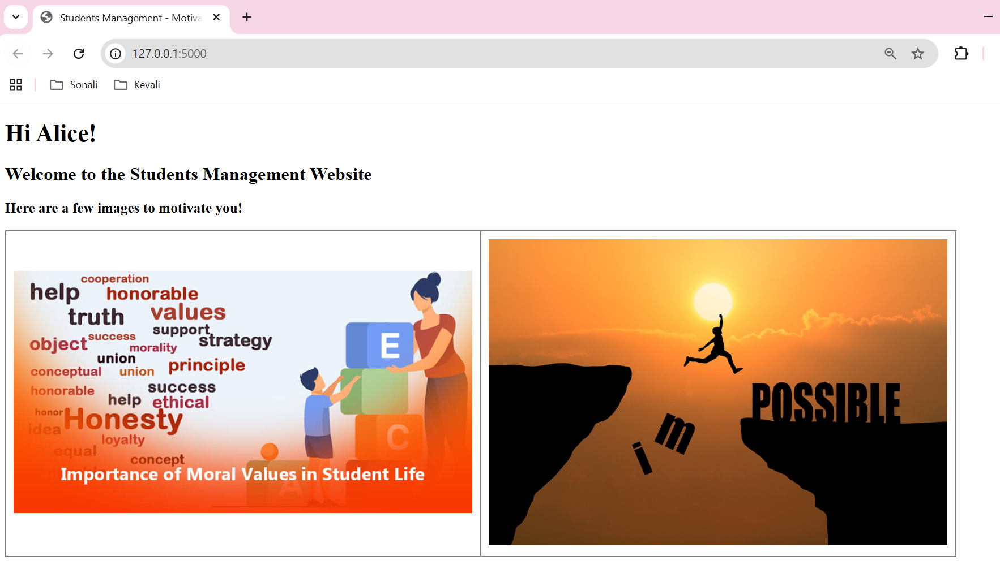 Students Management - Motiva
127.0.0.1:5000
Sonali Kevali
Hi Alice!
Welcome to the Students Management Website
Here are a few images to motivate you!
cooperation
help honorable
truth values
support
object success strategy
morality
union principle
conceptual union
honorable success
help ethical
honor Honesty
idea
loyalty
equal
concept
Importance of Moral Values in Student Life
E
C
A
POSSIBLE
i m